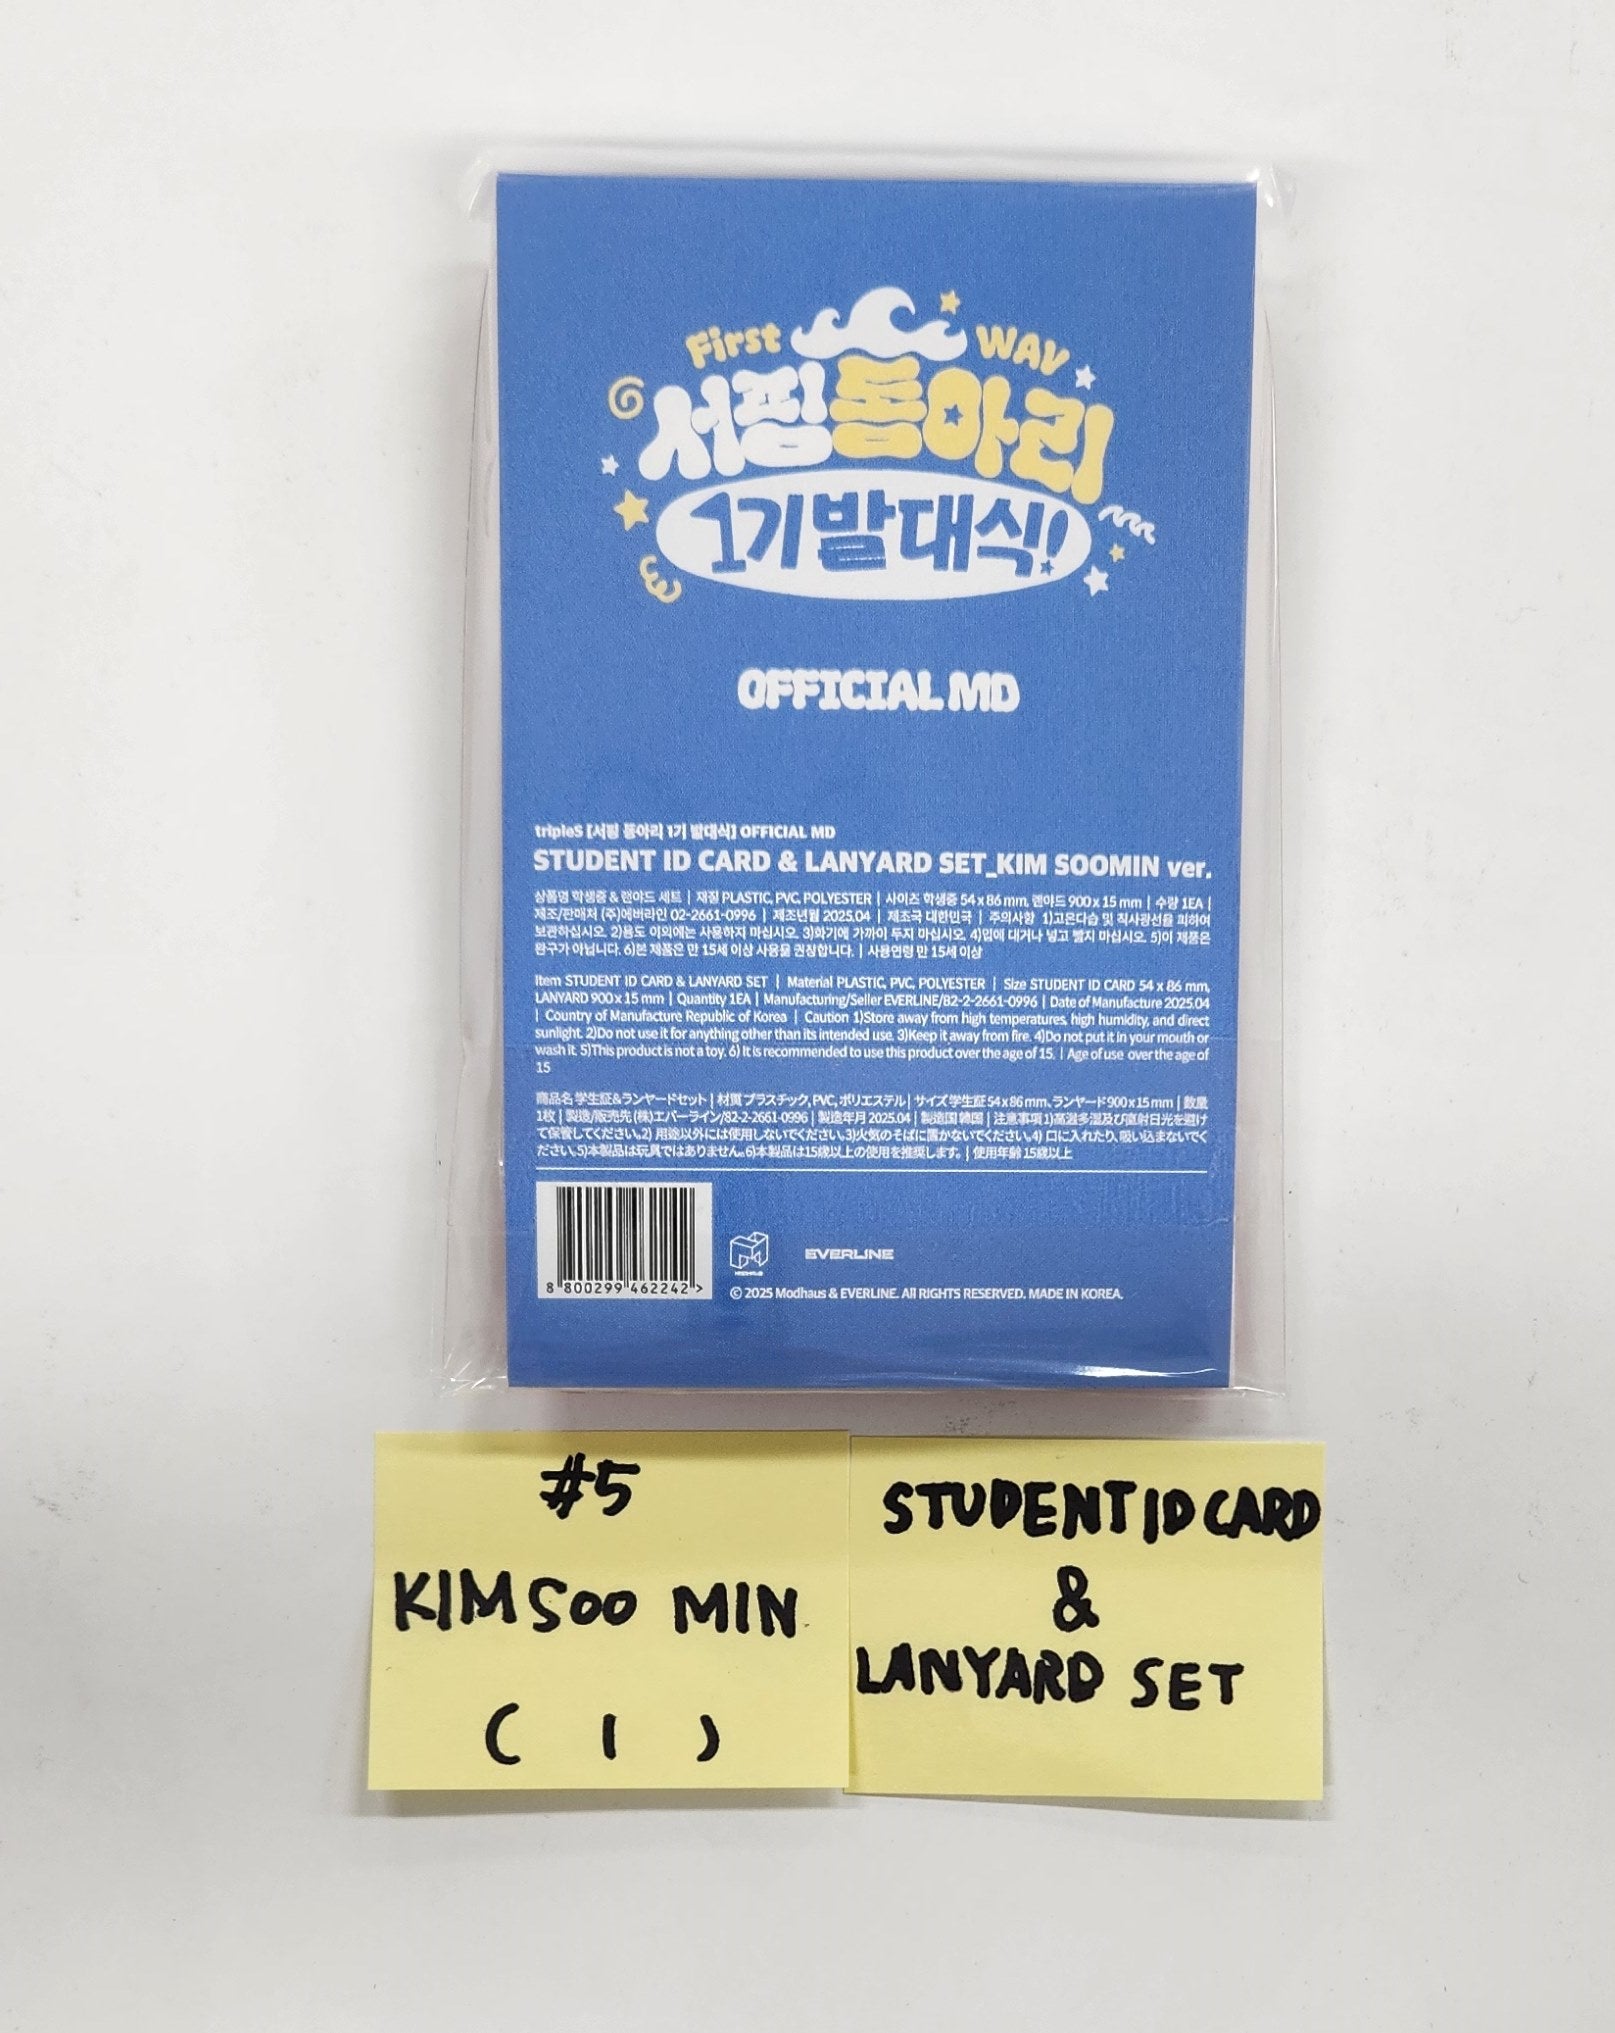 First WAV
서핑동아리
1기발대식!
OFFICIAL MD
tripleS [서핑 동아리 1기 발대식] OFFICIAL MD
STUDENT ID CARD & LANYARD SET_KIM SOOMIN ver.
상품명 학생증 & 랜야드 세트 | 재질 PLASTIC, PVC, POLYESTER | 사이즈 학생증 54 x 86 mm, 랜야드 900 x 15 mm | 수량 1EA |
제조/판매처 (주)에버라인 02-2661-0996 | 제조년월 2025.04 | 제조국 대한민국 | 주의사항 1)고온다습 및 직사광선을 피하여
보관하십시오. 2)용도 이외에는 사용하지 마십시오. 3)화기에 가까이 두지 마십시오. 4)입에 대거나 넣고 빨지 마십시오. 5)이 제품은
완구가 아닙니다. 6)본 제품은 만 15세 이상 사용을 권장합니다. | 사용연령 만 15세 이상
Item STUDENT ID CARD & LANYARD SET | Material PLASTIC, PVC, POLYESTER | Size STUDENT ID CARD 54 x 86 mm,
LANYARD 900 x 15 mm | Quantity 1EA | Manufacturing/Seller EVERLINE/82-2-2661-0996 | Date of Manufacture 2025.04
| Country of Manufacture Republic of Korea | Caution 1)Store away from high temperatures, high humidity, and direct
sunlight. 2)Do not use it for anything other than its intended use. 3)Keep it away from fire. 4)Do not put it in your mouth or
wash it. 5)This product is not a toy. 6) It is recommended to use this product over the age of 15. | Age of use over the age of
15
商品名 学生証&ランヤードセット | 材質 プラスチック, PVC, ポリエステル | サイズ 学生証 54 x 86 mm、ランヤード 900 x 15 mm | 数量
1枚 | 製造/販売先 (株)エバーライン/82-2-2661-0996 | 製造年月 2025.04 | 製造国 韓国 | 注意事項 1)高温多湿及び直射日光を避け
て保管してください。2) 用途以外には使用しないでください。3)火気のそばに置かないでください。4) 口に入れたり、吸い込まないでく
ださい。5)本製品は玩具ではありません。6)本製品は15歳以上の使用を推奨します。 | 使用年齢 15歳以上
8 800299 462242 >
MODHAUS
EVERLINE
© 2025 Modhaus & EVERLINE. All RIGHTS RESERVED. MADE IN KOREA.
#5
KIM SOO MIN
( 1 )
STUDENT ID CARD
&
LANYARD SET